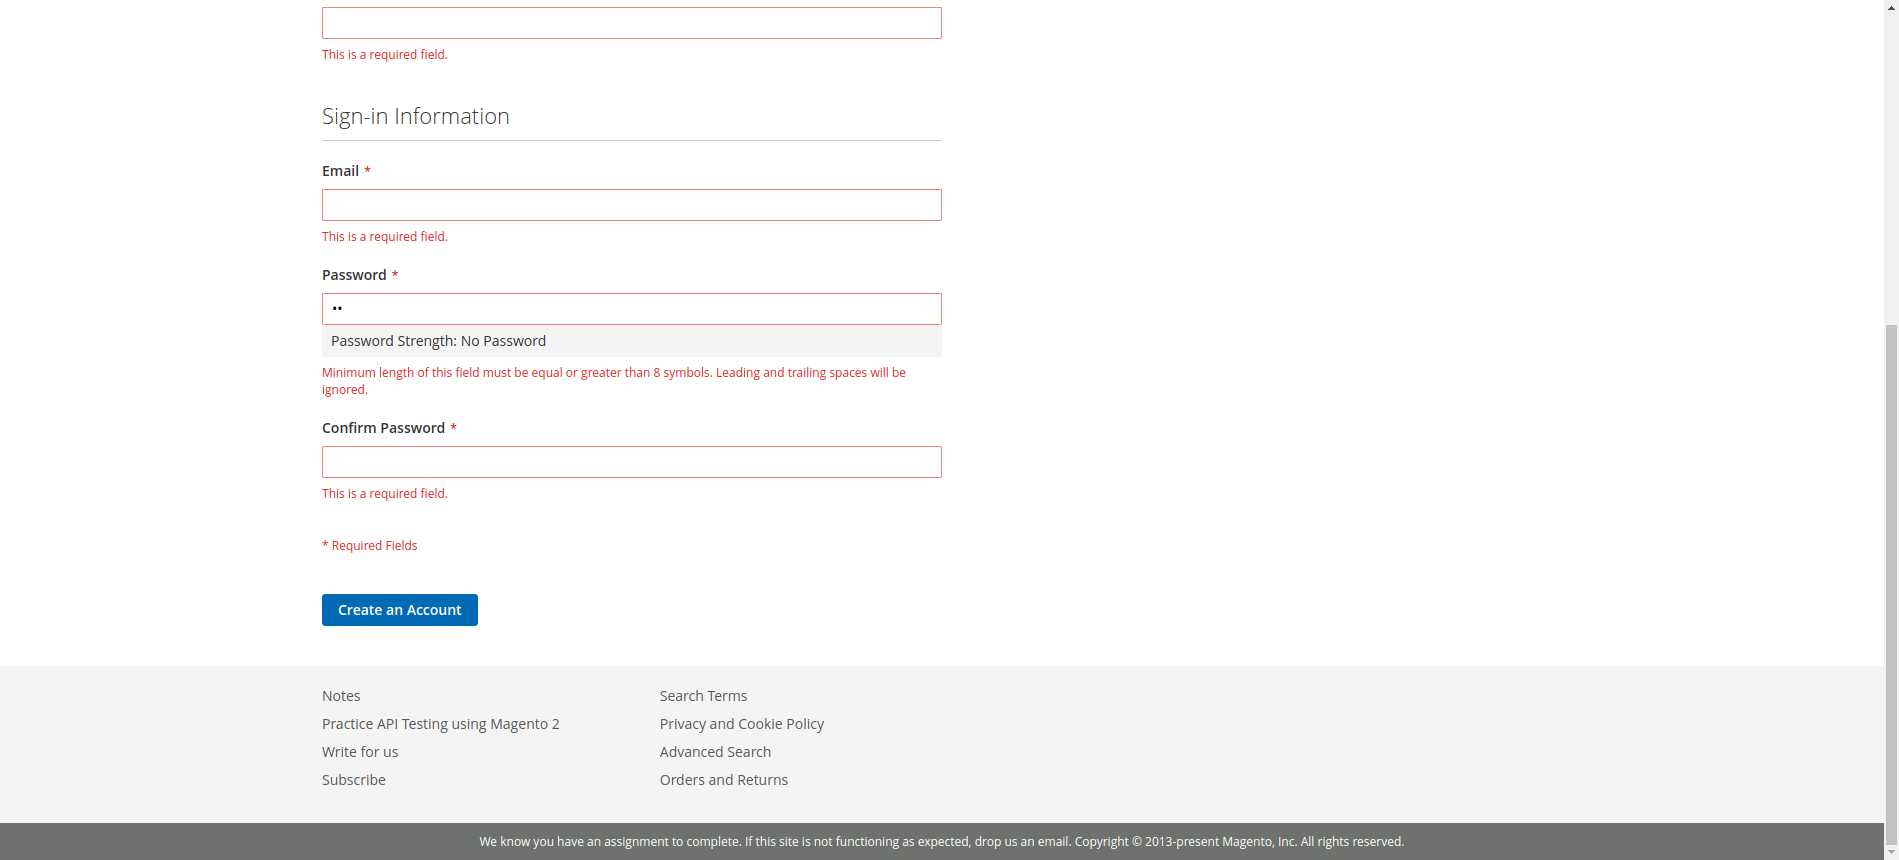 This is a required field.
Sign-in Information
Email *
This is a required field.
Password *
••
Password Strength: No Password
Minimum length of this field must be equal or greater than 8 symbols. Leading and trailing spaces will be
ignored.
Confirm Password *
This is a required field.
* Required Fields
Create an Account
Notes
Practice API Testing using Magento 2
Write for us
Subscribe
Search Terms
Privacy and Cookie Policy
Advanced Search
Orders and Returns
We know you have an assignment to complete. If this site is not functioning as expected, drop us an email. Copyright © 2013-present Magento, Inc. All rights reserved.